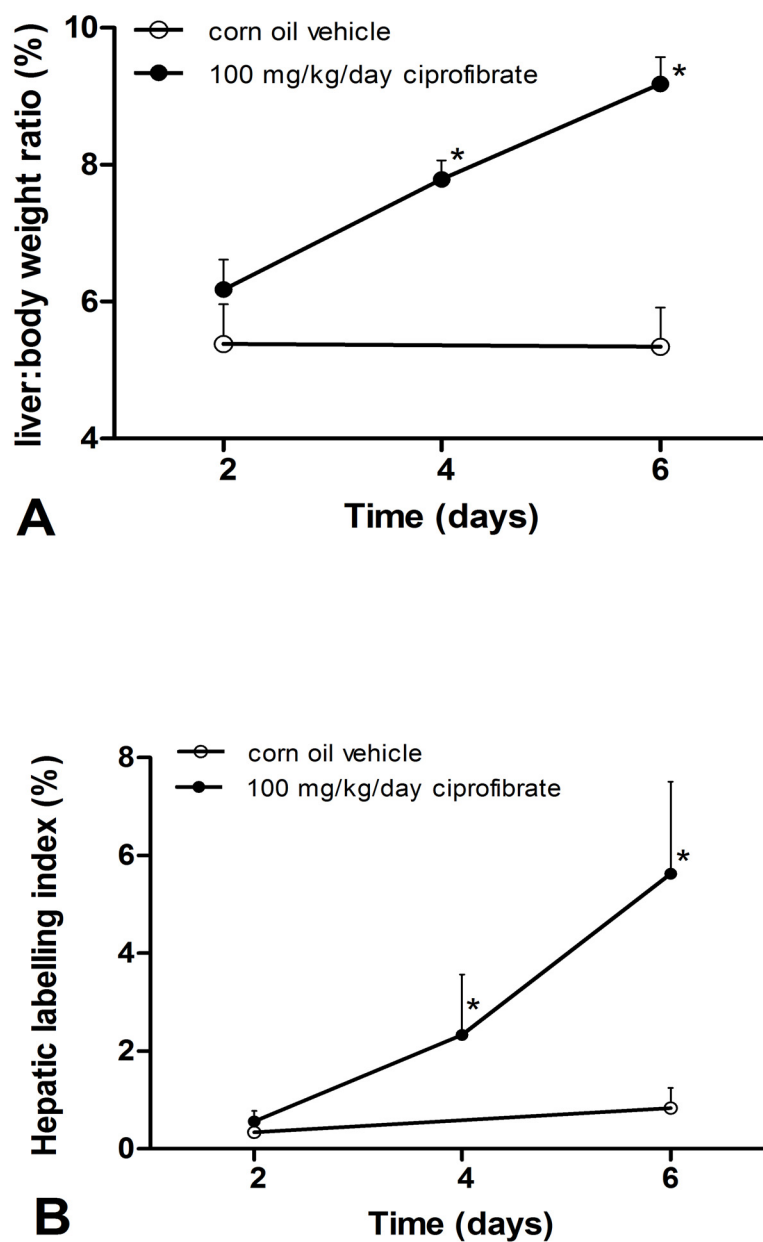 10
corn oil vehicle
100 mg/kg/day ciprofibrate
*
8
*
6
4
liver:body weight ratio (%)
2
4
6
Time (days)
A
8
corn oil vehicle
100 mg/kg/day ciprofibrate
6
*
4
*
2
0
Hepatic labelling index (%)
2
4
6
Time (days)
B